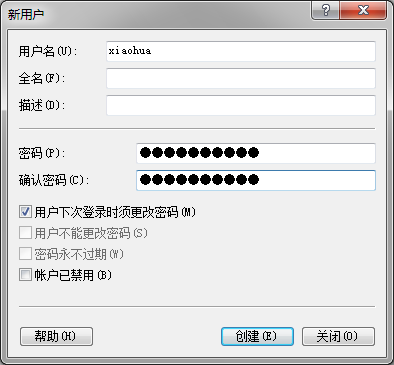 新用户
用户名(U):
xiaohua
全名(F):
描述(D):
密码(P):
●●●●●●●●●●
确认密码(C):
●●●●●●●●●●
用户下次登录时须更改密码(M)
用户不能更改密码(S)
密码永不过期(W)
帐户已禁用(B)
帮助(H) 创建(E) 关闭(O)